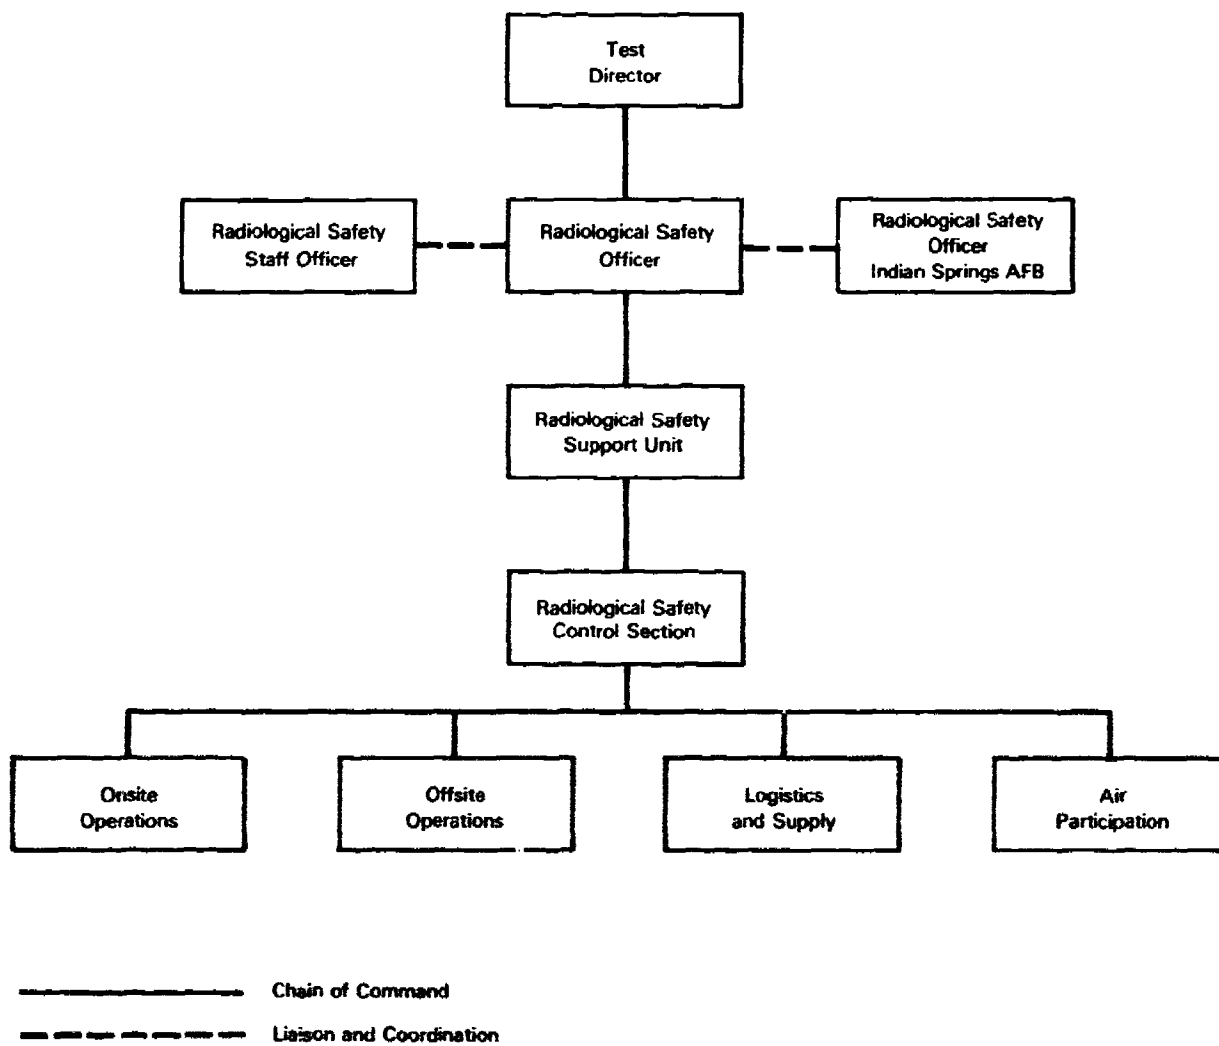 Test
Director
Radiological Safety
Staff Officer
Radiological Safety
Officer
Radiological Safety
Officer
Indian Springs AFB
Radiological Safety
Support Unit
Radiological Safety
Control Section
Onsite
Operations
Offsite
Operations
Logistics
and Supply
Air
Participation
Chain of Command
Liaison and Coordination